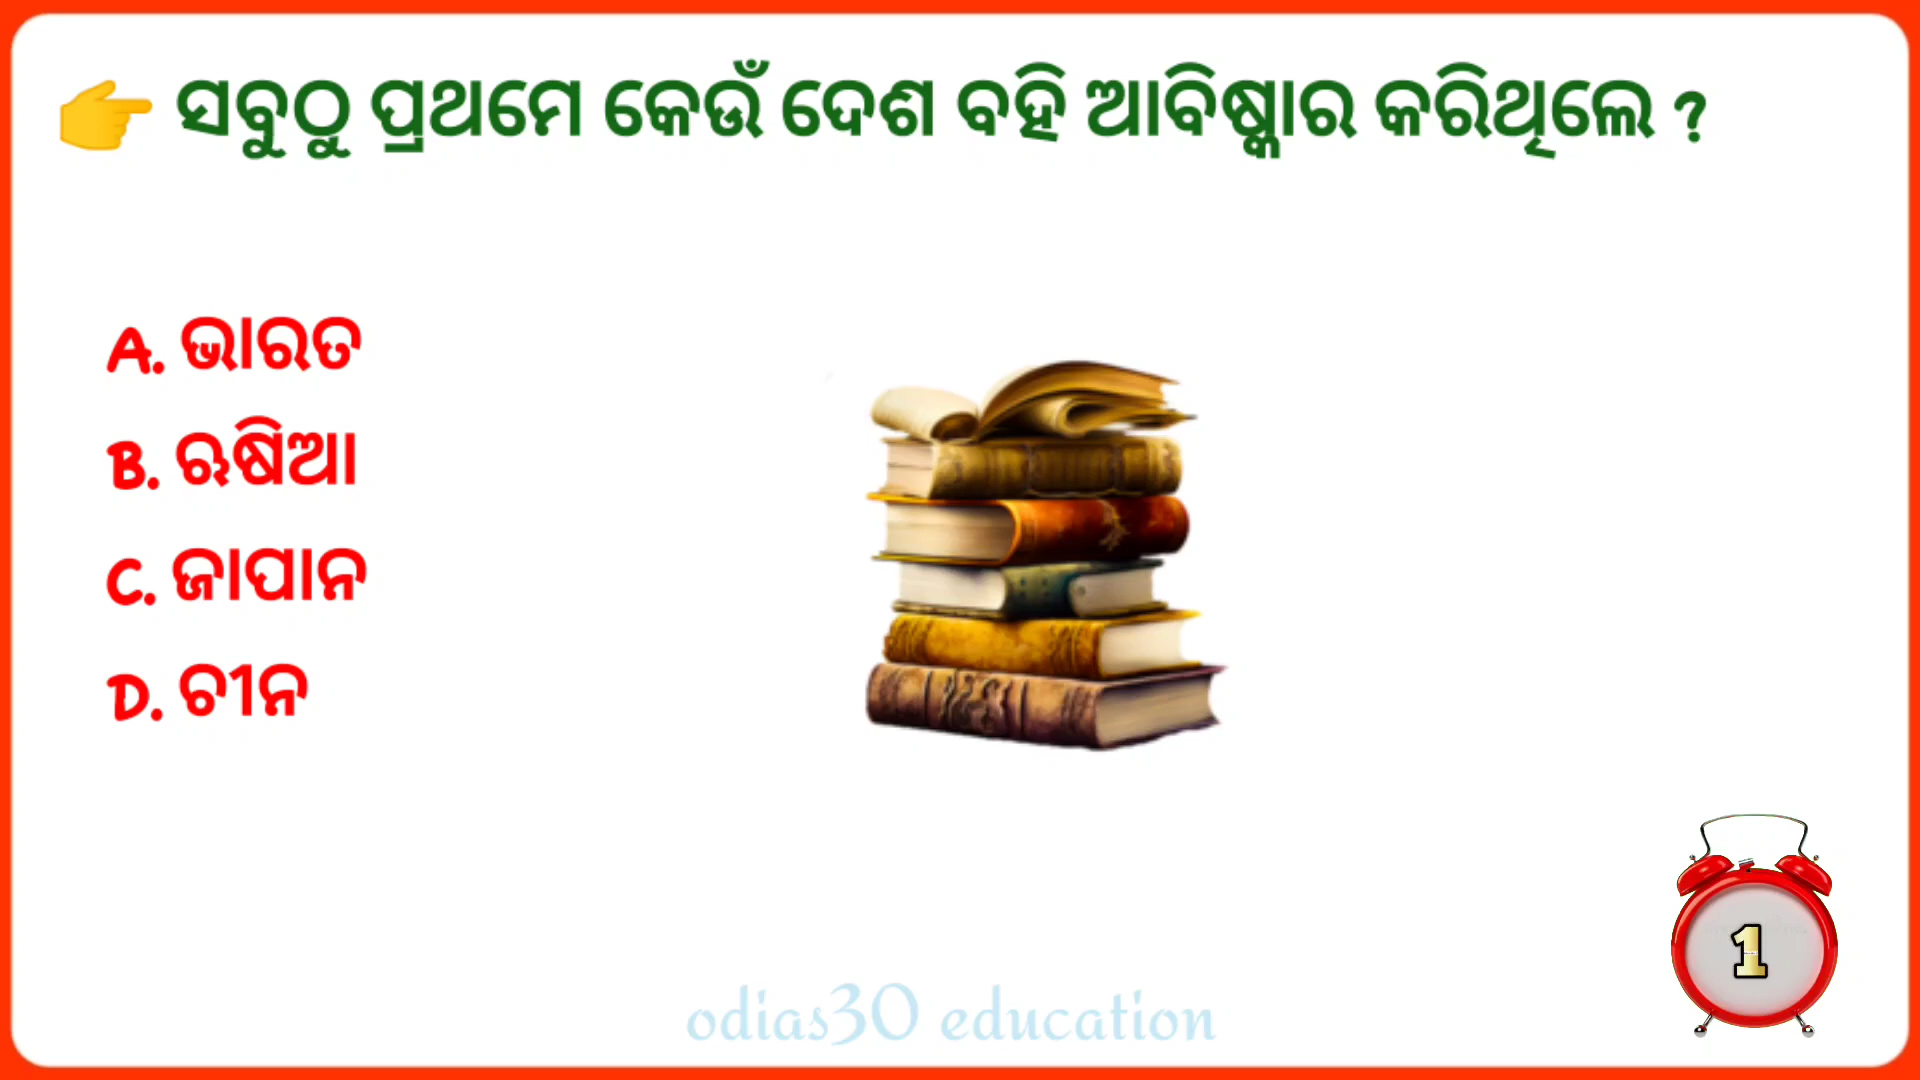 👉 ସବୁଠୁ ପ୍ରଥମେ କେଉଁ ଦେଶ ବହି ଆବିଷ୍କାର କରିଥିଲେ ?
A. ଭାରତ
B. ଋଷିଆ
C. ଜାପାନ
D. ଚୀନ
1
odias30 education